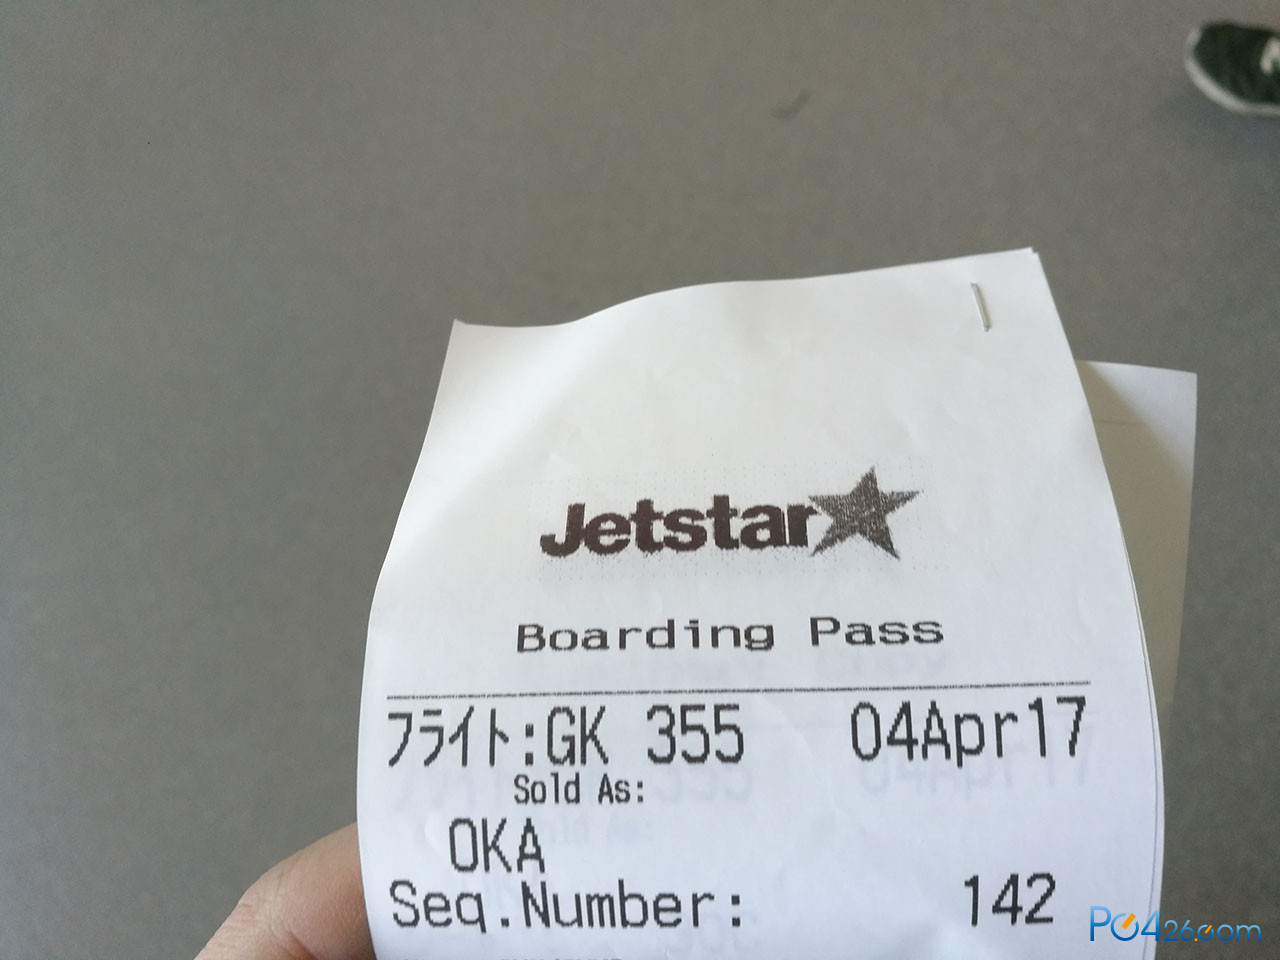 Jetstar
Boarding Pass
フライト:GK 355 04Apr17
Sold As:
OKA
Seq.Number: 142
PC426.com